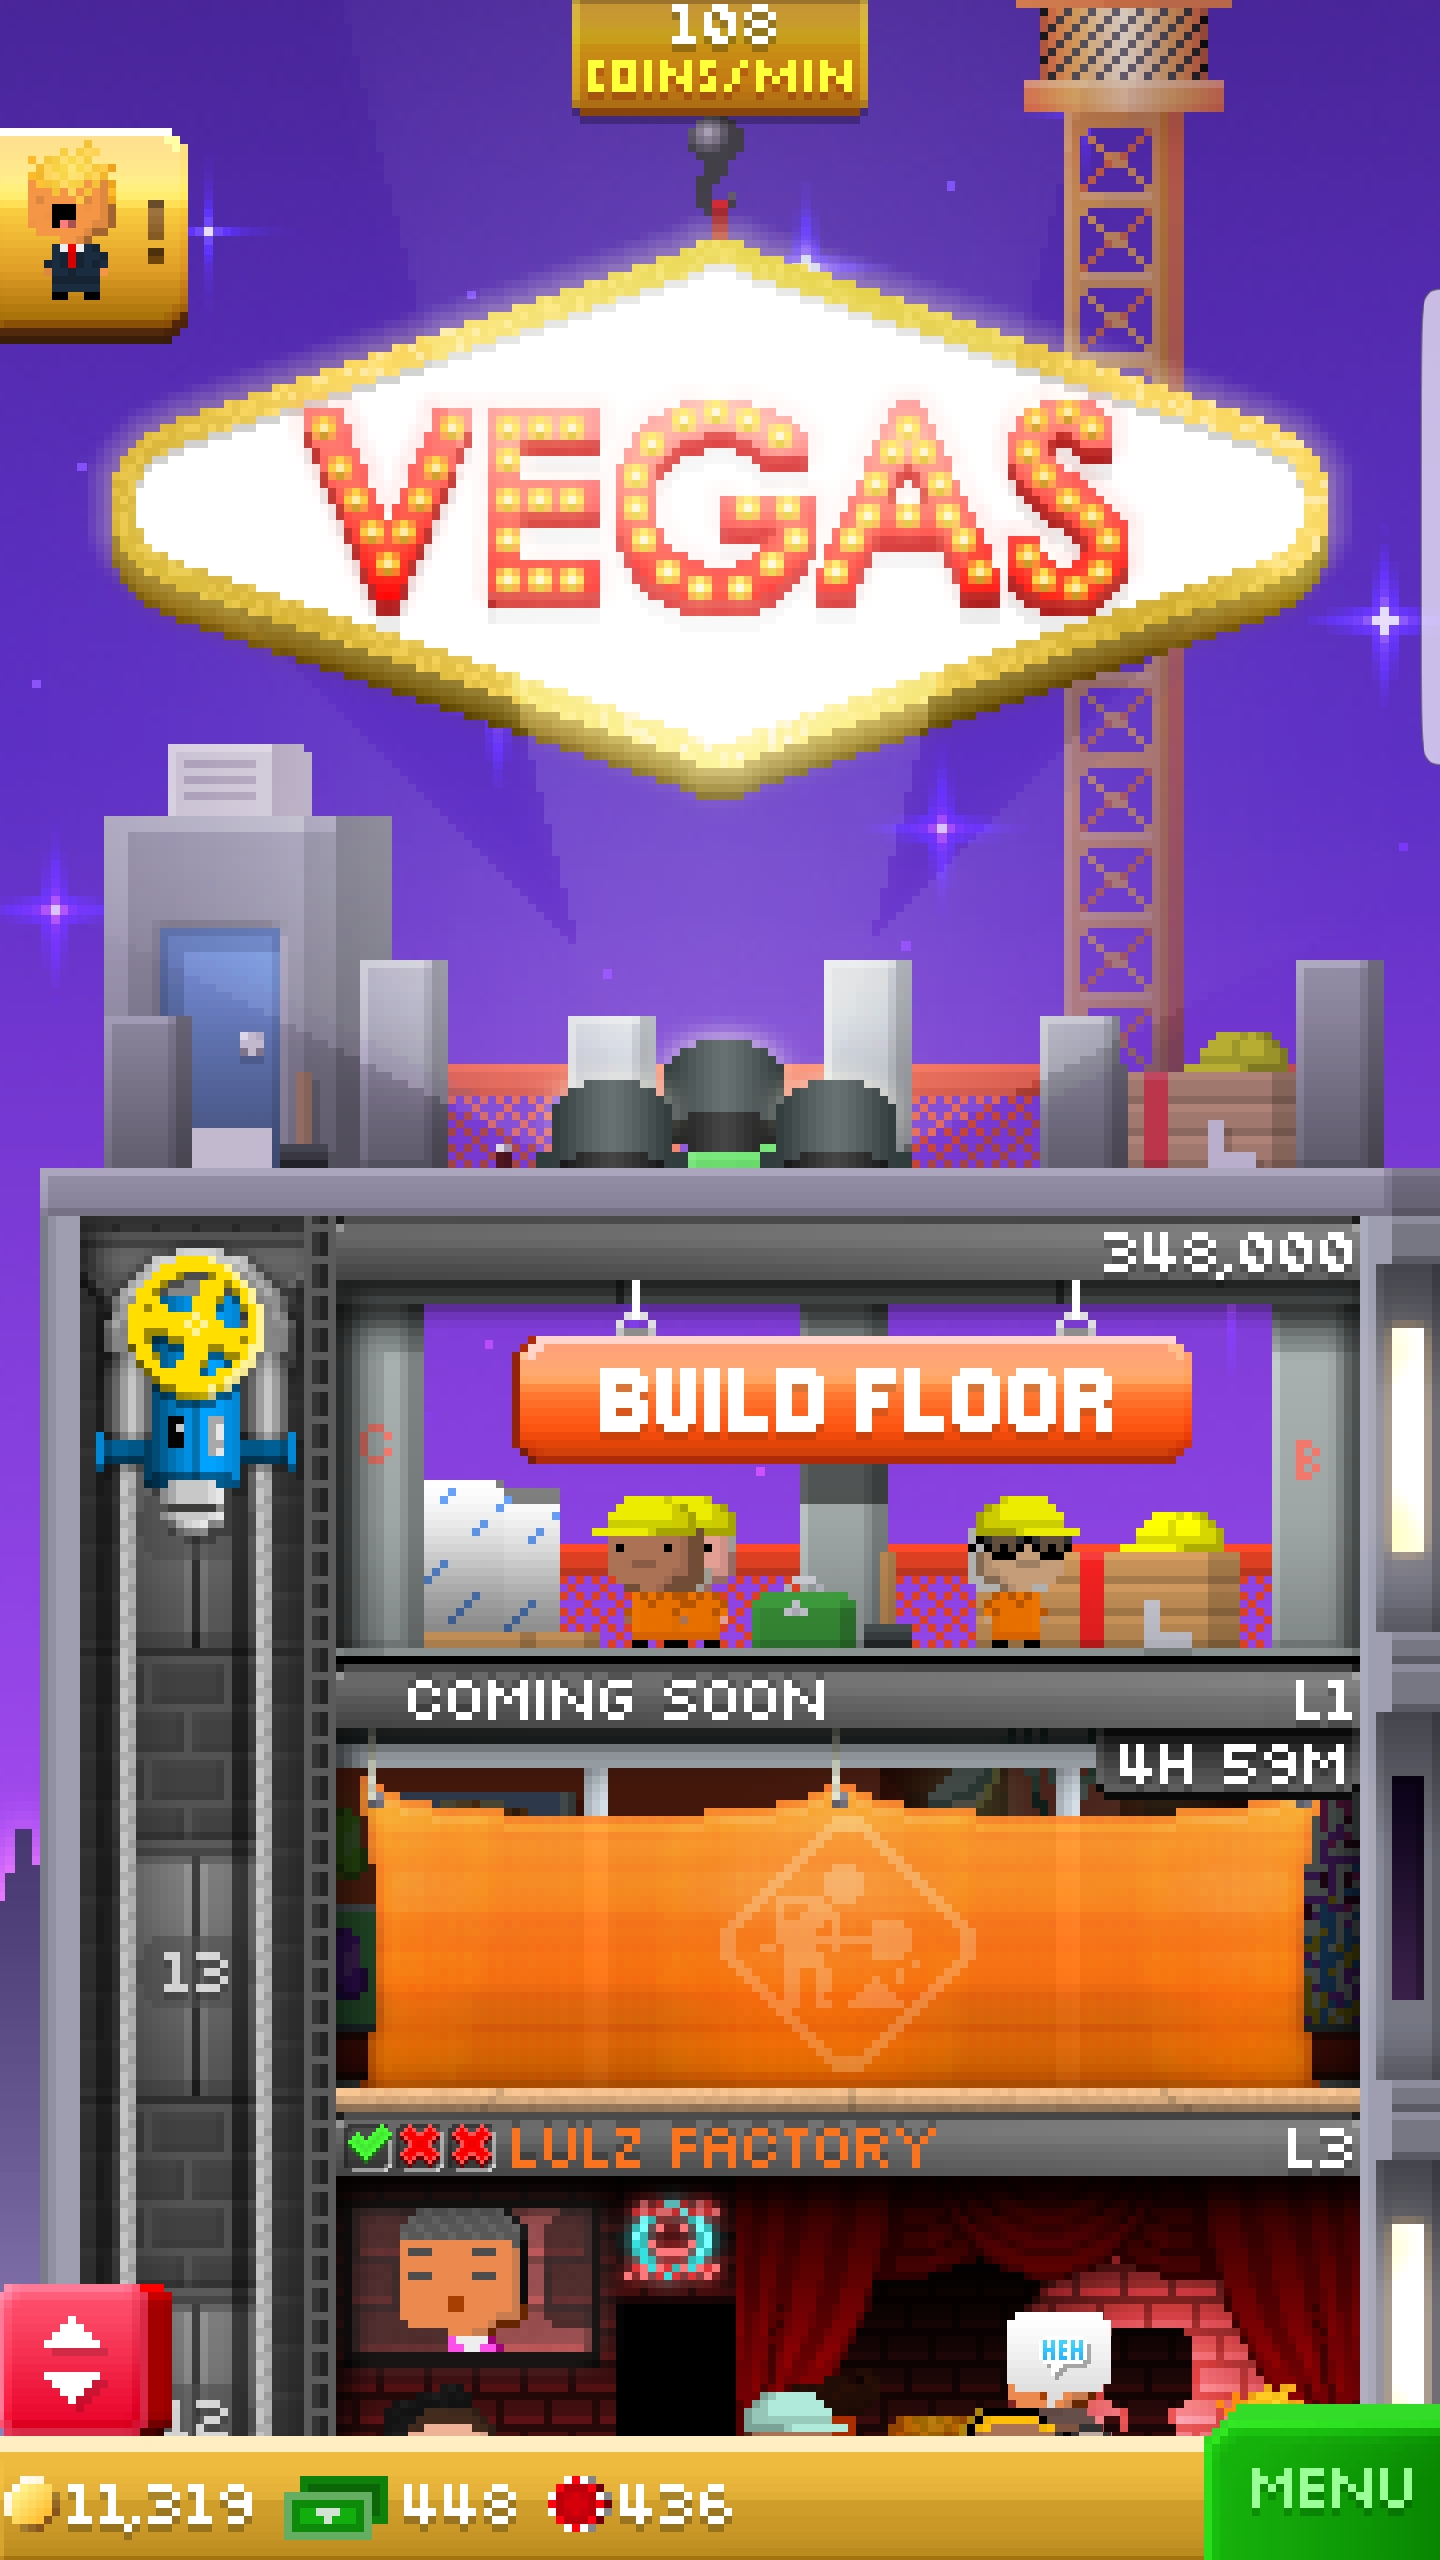 108
COINS/MIN
!
VEGAS
348,000
BUILD FLOOR
C
B
COMING SOON
L1
4H 59M
13
LULZ FACTORY
L3
HEH
12
11,319
448
436
MENU